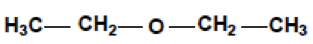 H₃C— CH₂— O — CH₂—CH₃